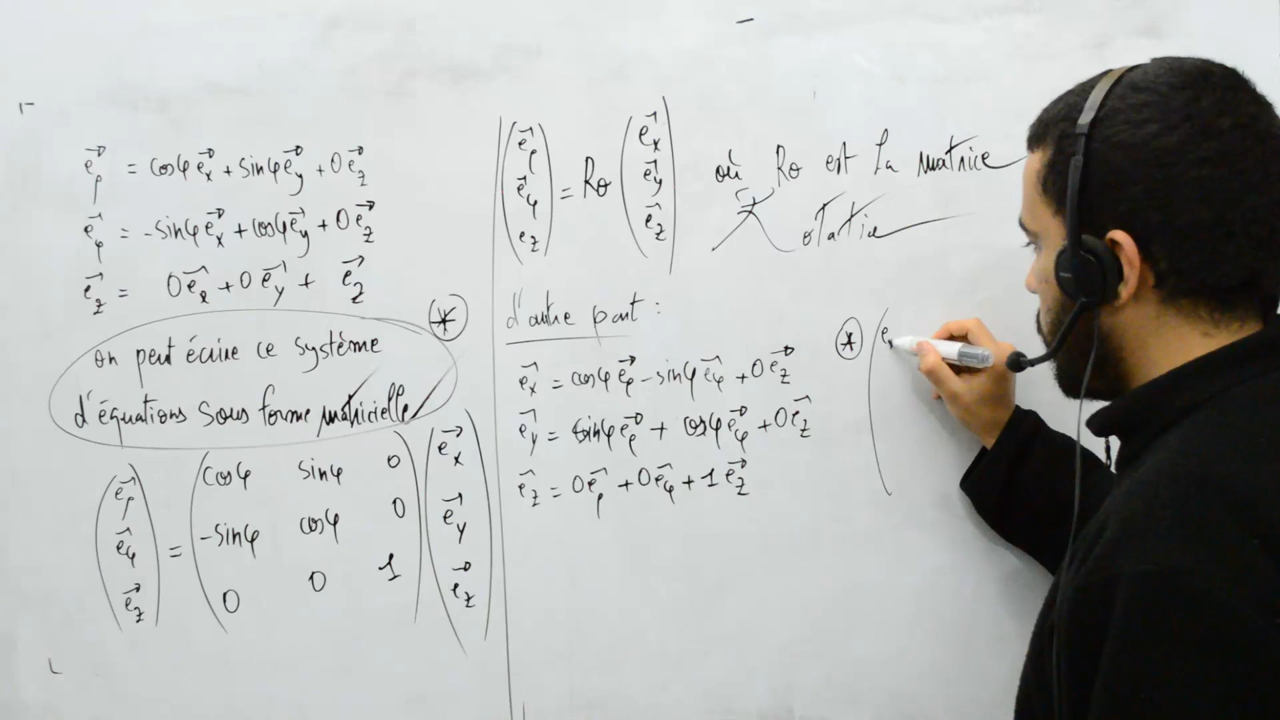 e⃗ρ = cosφ e⃗x + sinφ e⃗y + 0 e⃗z
e⃗φ = -sinφ e⃗x + cosφ e⃗y + 0 e⃗z
e⃗z = 0 e⃗x + 0 e⃗y + e⃗z
on peut écrire ce système
d'équations sous forme matricielle
*
(e⃗ρ) = (cosφ sinφ 0) (e⃗x)
(e⃗φ) (-sinφ cosφ 0) (e⃗y)
(e⃗z) (0 0 1) (e⃗z)
(e⃗ρ) (e⃗x)
(e⃗φ) = Ro (e⃗y) où Ro est la matrice
(ez) (e⃗z)
d'autre part :
e⃗x = cosφ e⃗ρ - sinφ e⃗φ + 0 e⃗z
e⃗y = sinφ e⃗ρ + cosφ e⃗φ + 0 e⃗z
e⃗z = 0 e⃗ρ + 0 e⃗φ + 1 e⃗z
* (ex